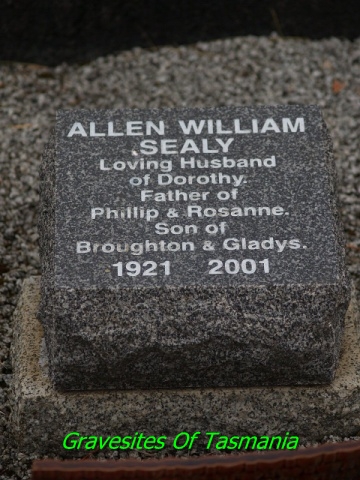 ALLEN WILLIAM
SEALY
Loving Husband
of Dorothy.
Father of
Phillip & Rosanne.
Son of
Broughton & Gladys.
1921 2001
Gravesites Of Tasmania